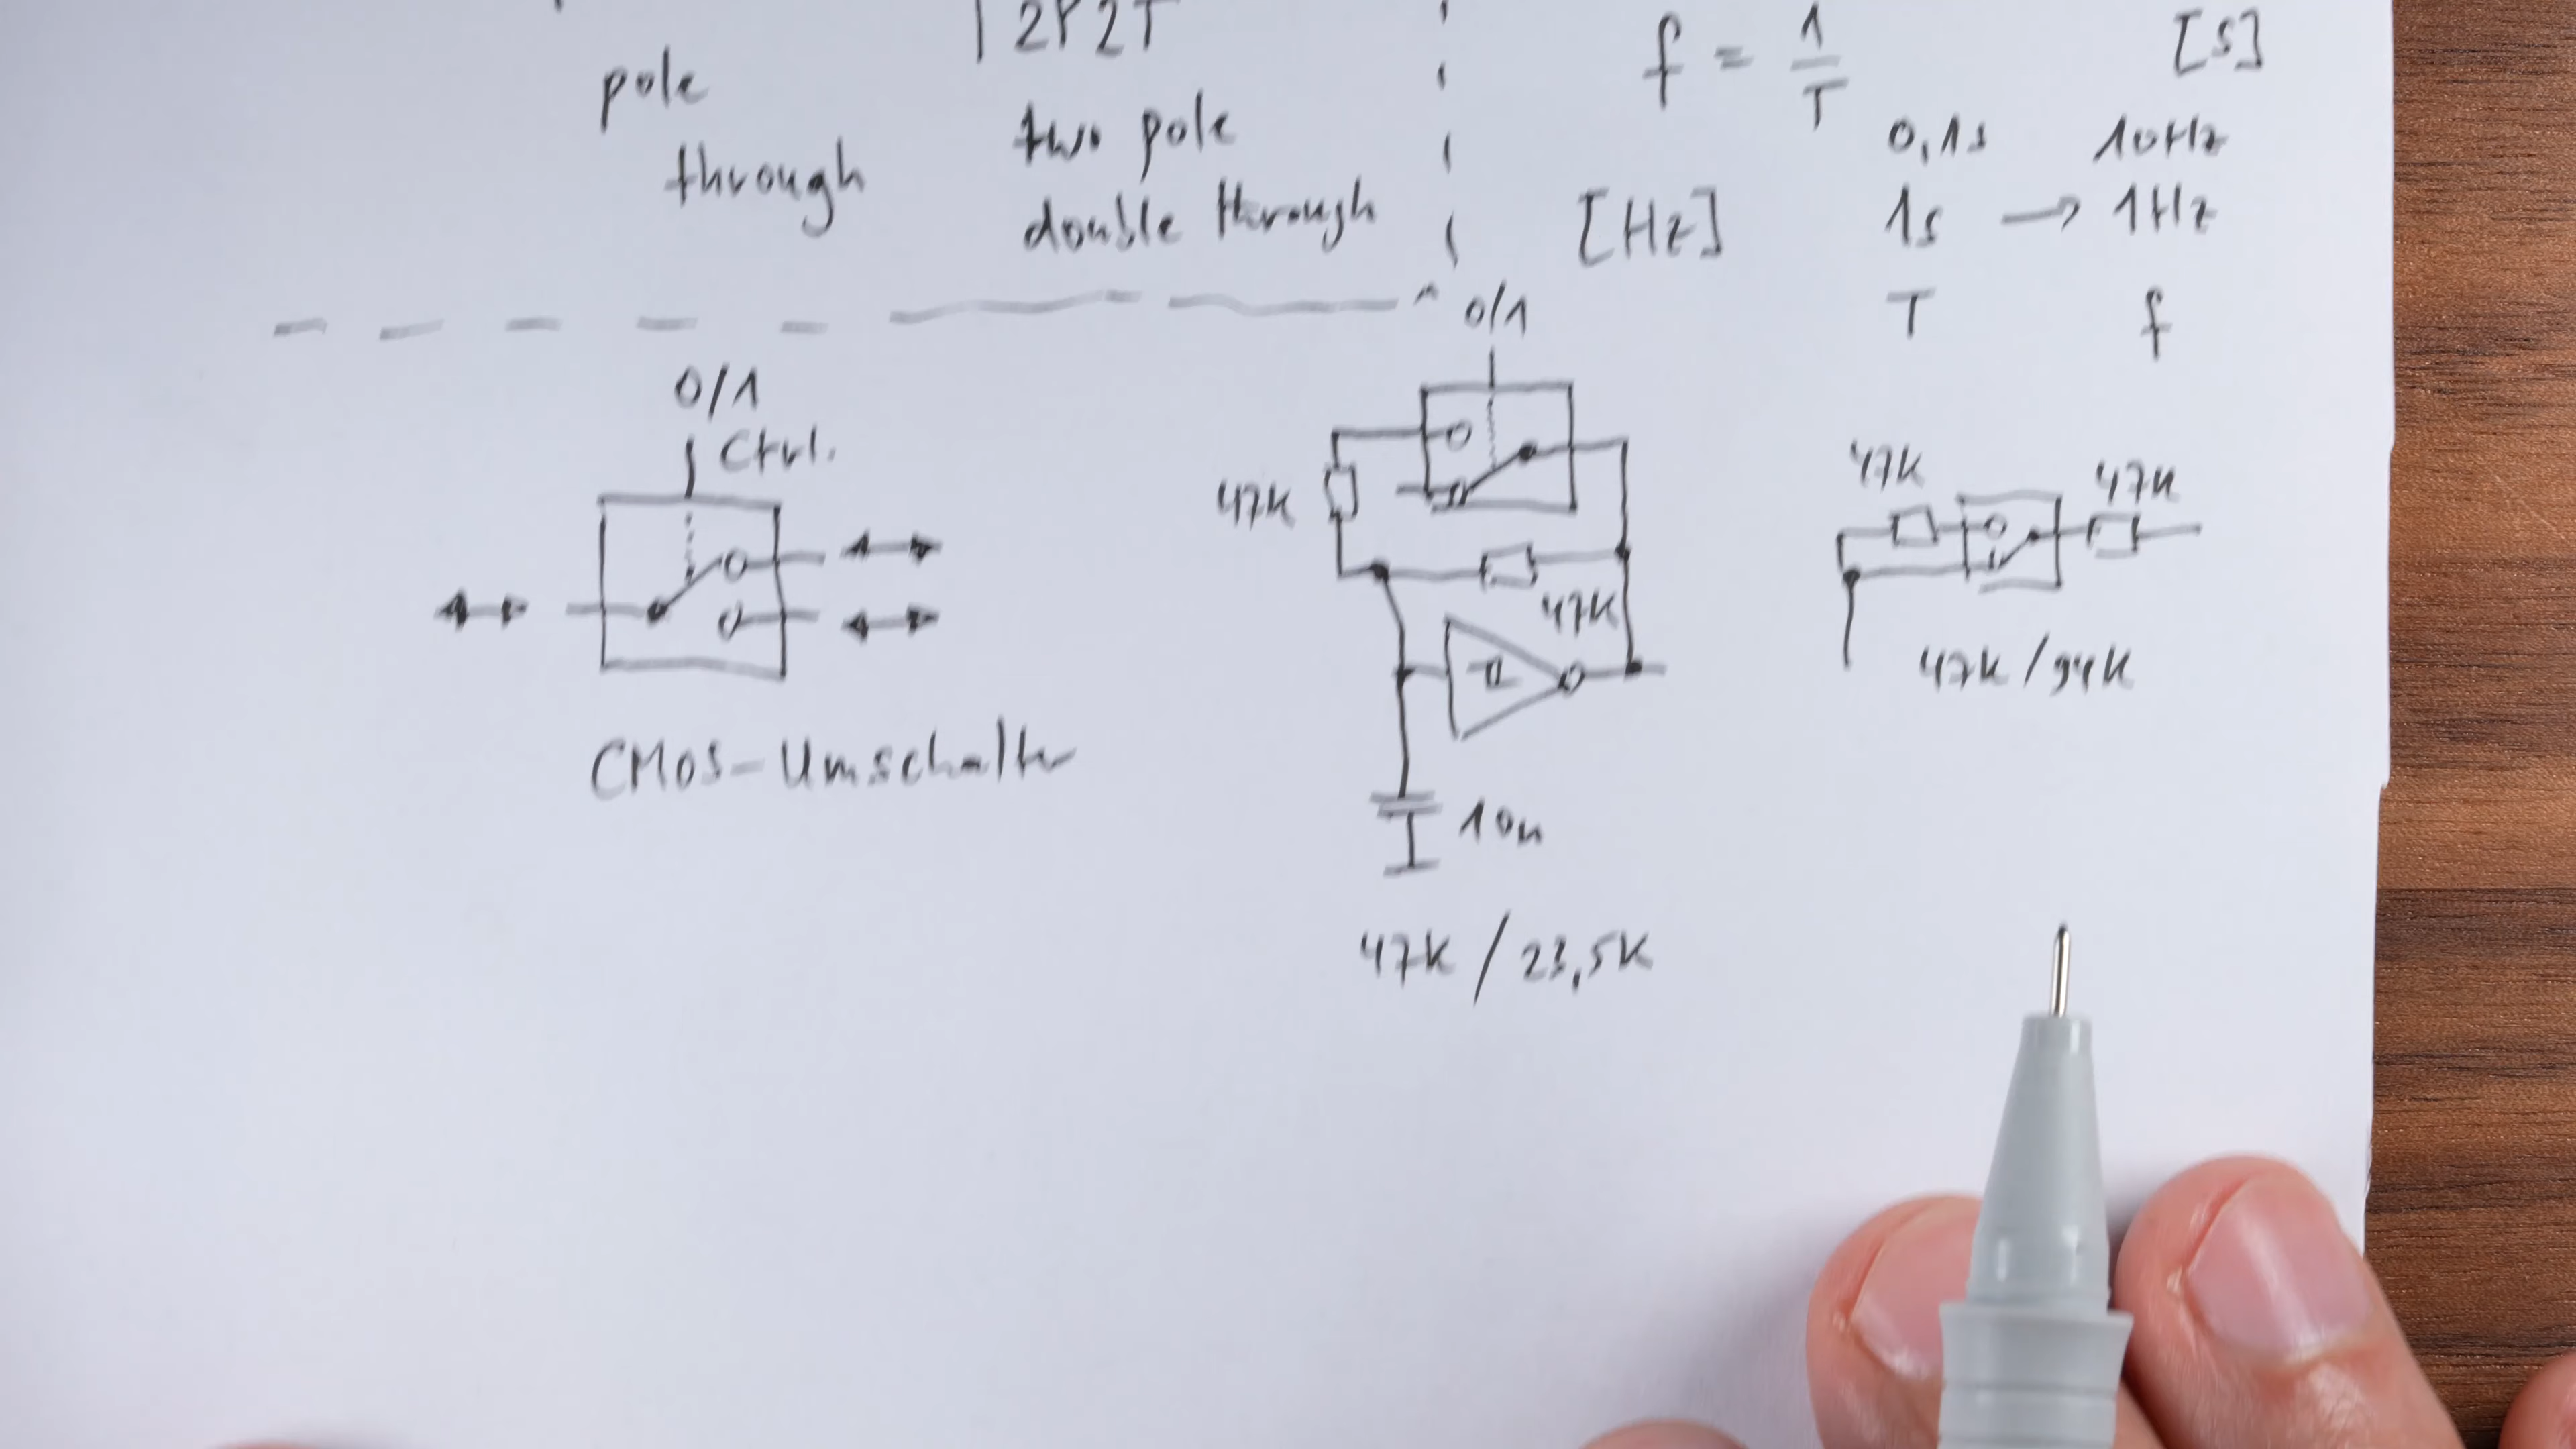 2P2T
pole
through
two pole
double through
f = 1/T
[s]
0,1s 10Hz
[Hz]
1s → 1Hz
T f
0/1
Ctrl.
CMOS-Umschalter
0/1
47K
47K
10n
47K / 23,5K
47K
47K
47K / 94K